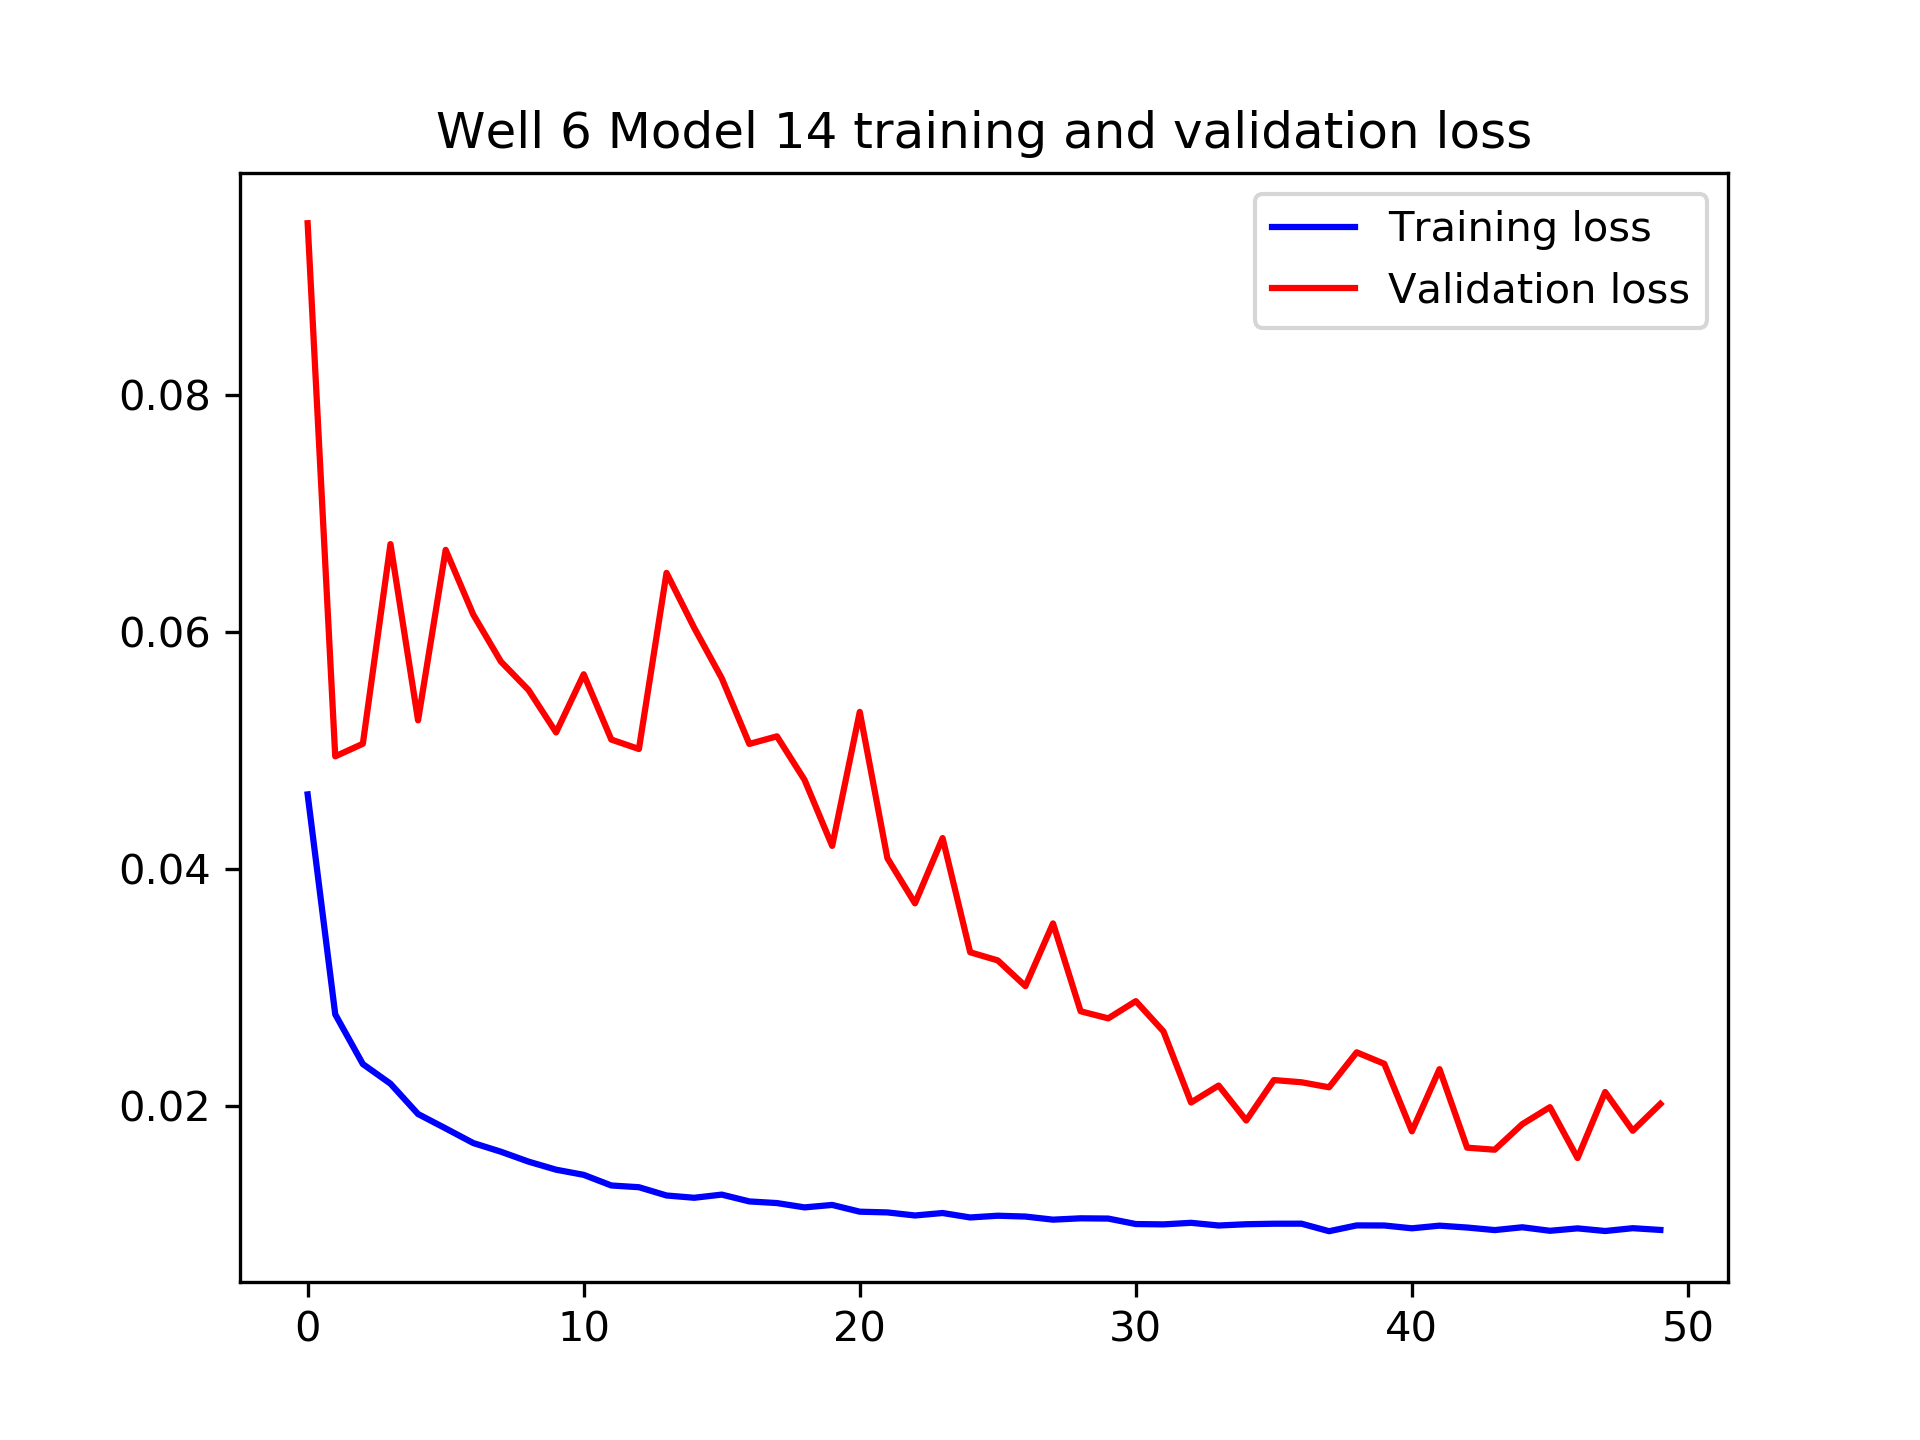 Well 6 Model 14 training and validation loss
Training loss
Validation loss
0.08
0.06
0.04
0.02
0 10 20 30 40 50